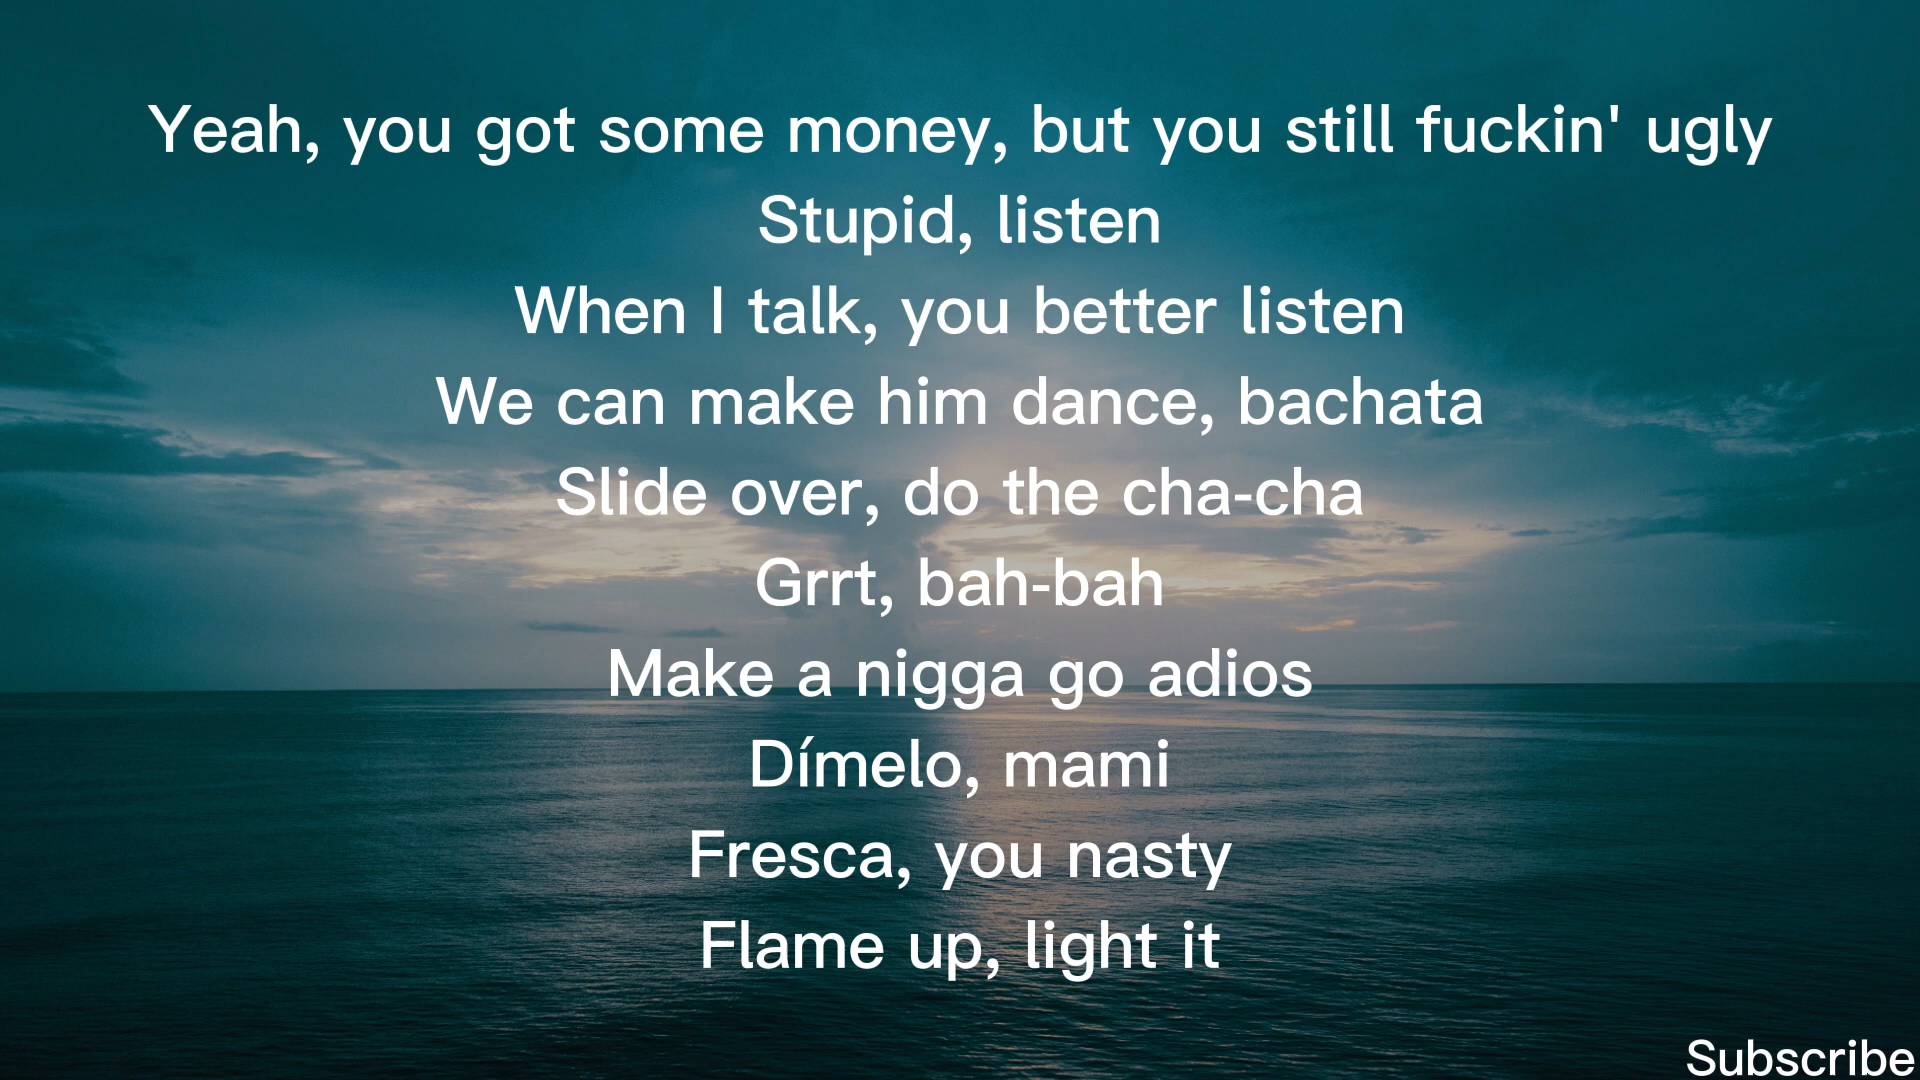 Yeah, you got some money, but you still fuckin' ugly
Stupid, listen
When I talk, you better listen
We can make him dance, bachata
Slide over, do the cha-cha
Grrt, bah-bah
Make a nigga go adios
Dímelo, mami
Fresca, you nasty
Flame up, light it
Subscribe